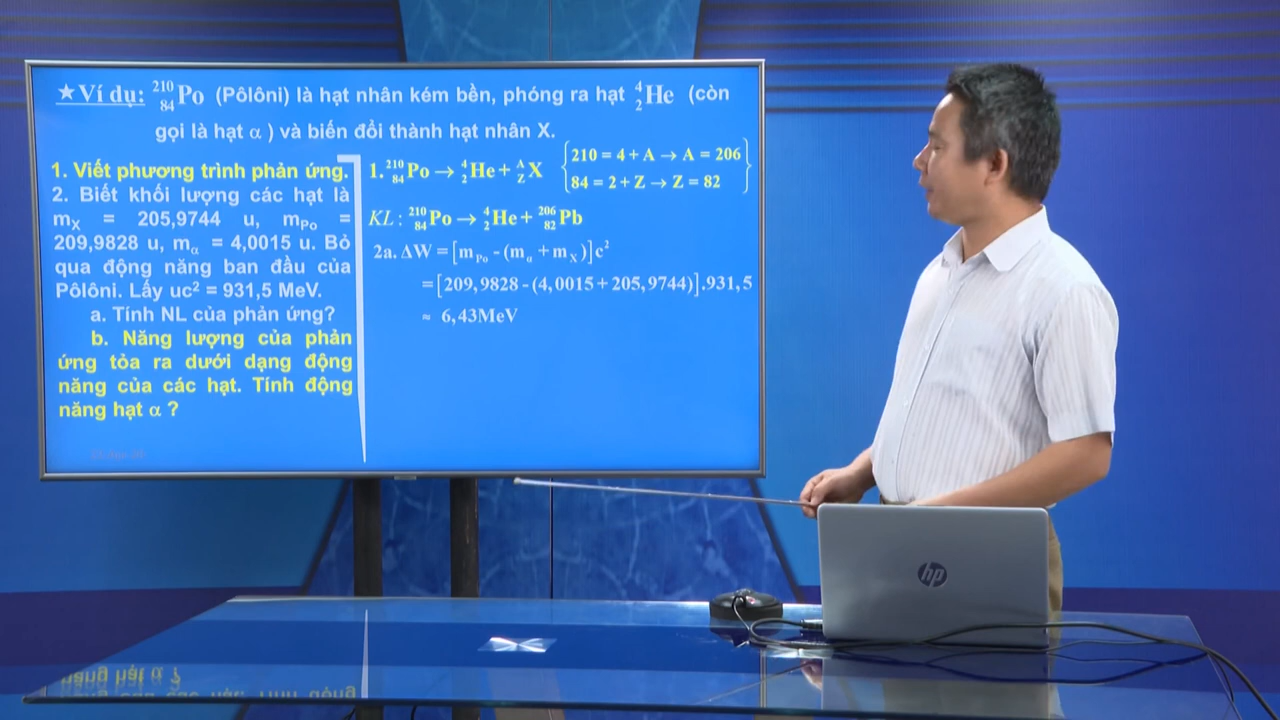 ★Ví dụ: ²¹⁰₈₄Po (Pôlôni) là hạt nhân kém bền, phóng ra hạt ⁴₂He (còn
gọi là hạt α ) và biến đổi thành hạt nhân X.
1. Viết phương trình phản ứng.
2. Biết khối lượng các hạt là
mX = 205,9744 u, mPo =
209,9828 u, mα = 4,0015 u. Bỏ
qua động năng ban đầu của
Pôlôni. Lấy uc² = 931,5 MeV.
a. Tính NL của phản ứng?
b. Năng lượng của phản
ứng tỏa ra dưới dạng động
năng của các hạt. Tính động
năng hạt α ?
1. ²¹⁰₈₄Po → ⁴₂He + ᴬZX
210 = 4 + A → A = 206
84 = 2 + Z → Z = 82
KL : ²¹⁰₈₄Po → ⁴₂He + ²⁰⁶₈₂Pb
2a. ΔW = [mPo - (mα + mX)]c²
= [209,9828 - (4,0015 + 205,9744)].931,5
≈ 6,43MeV
hp